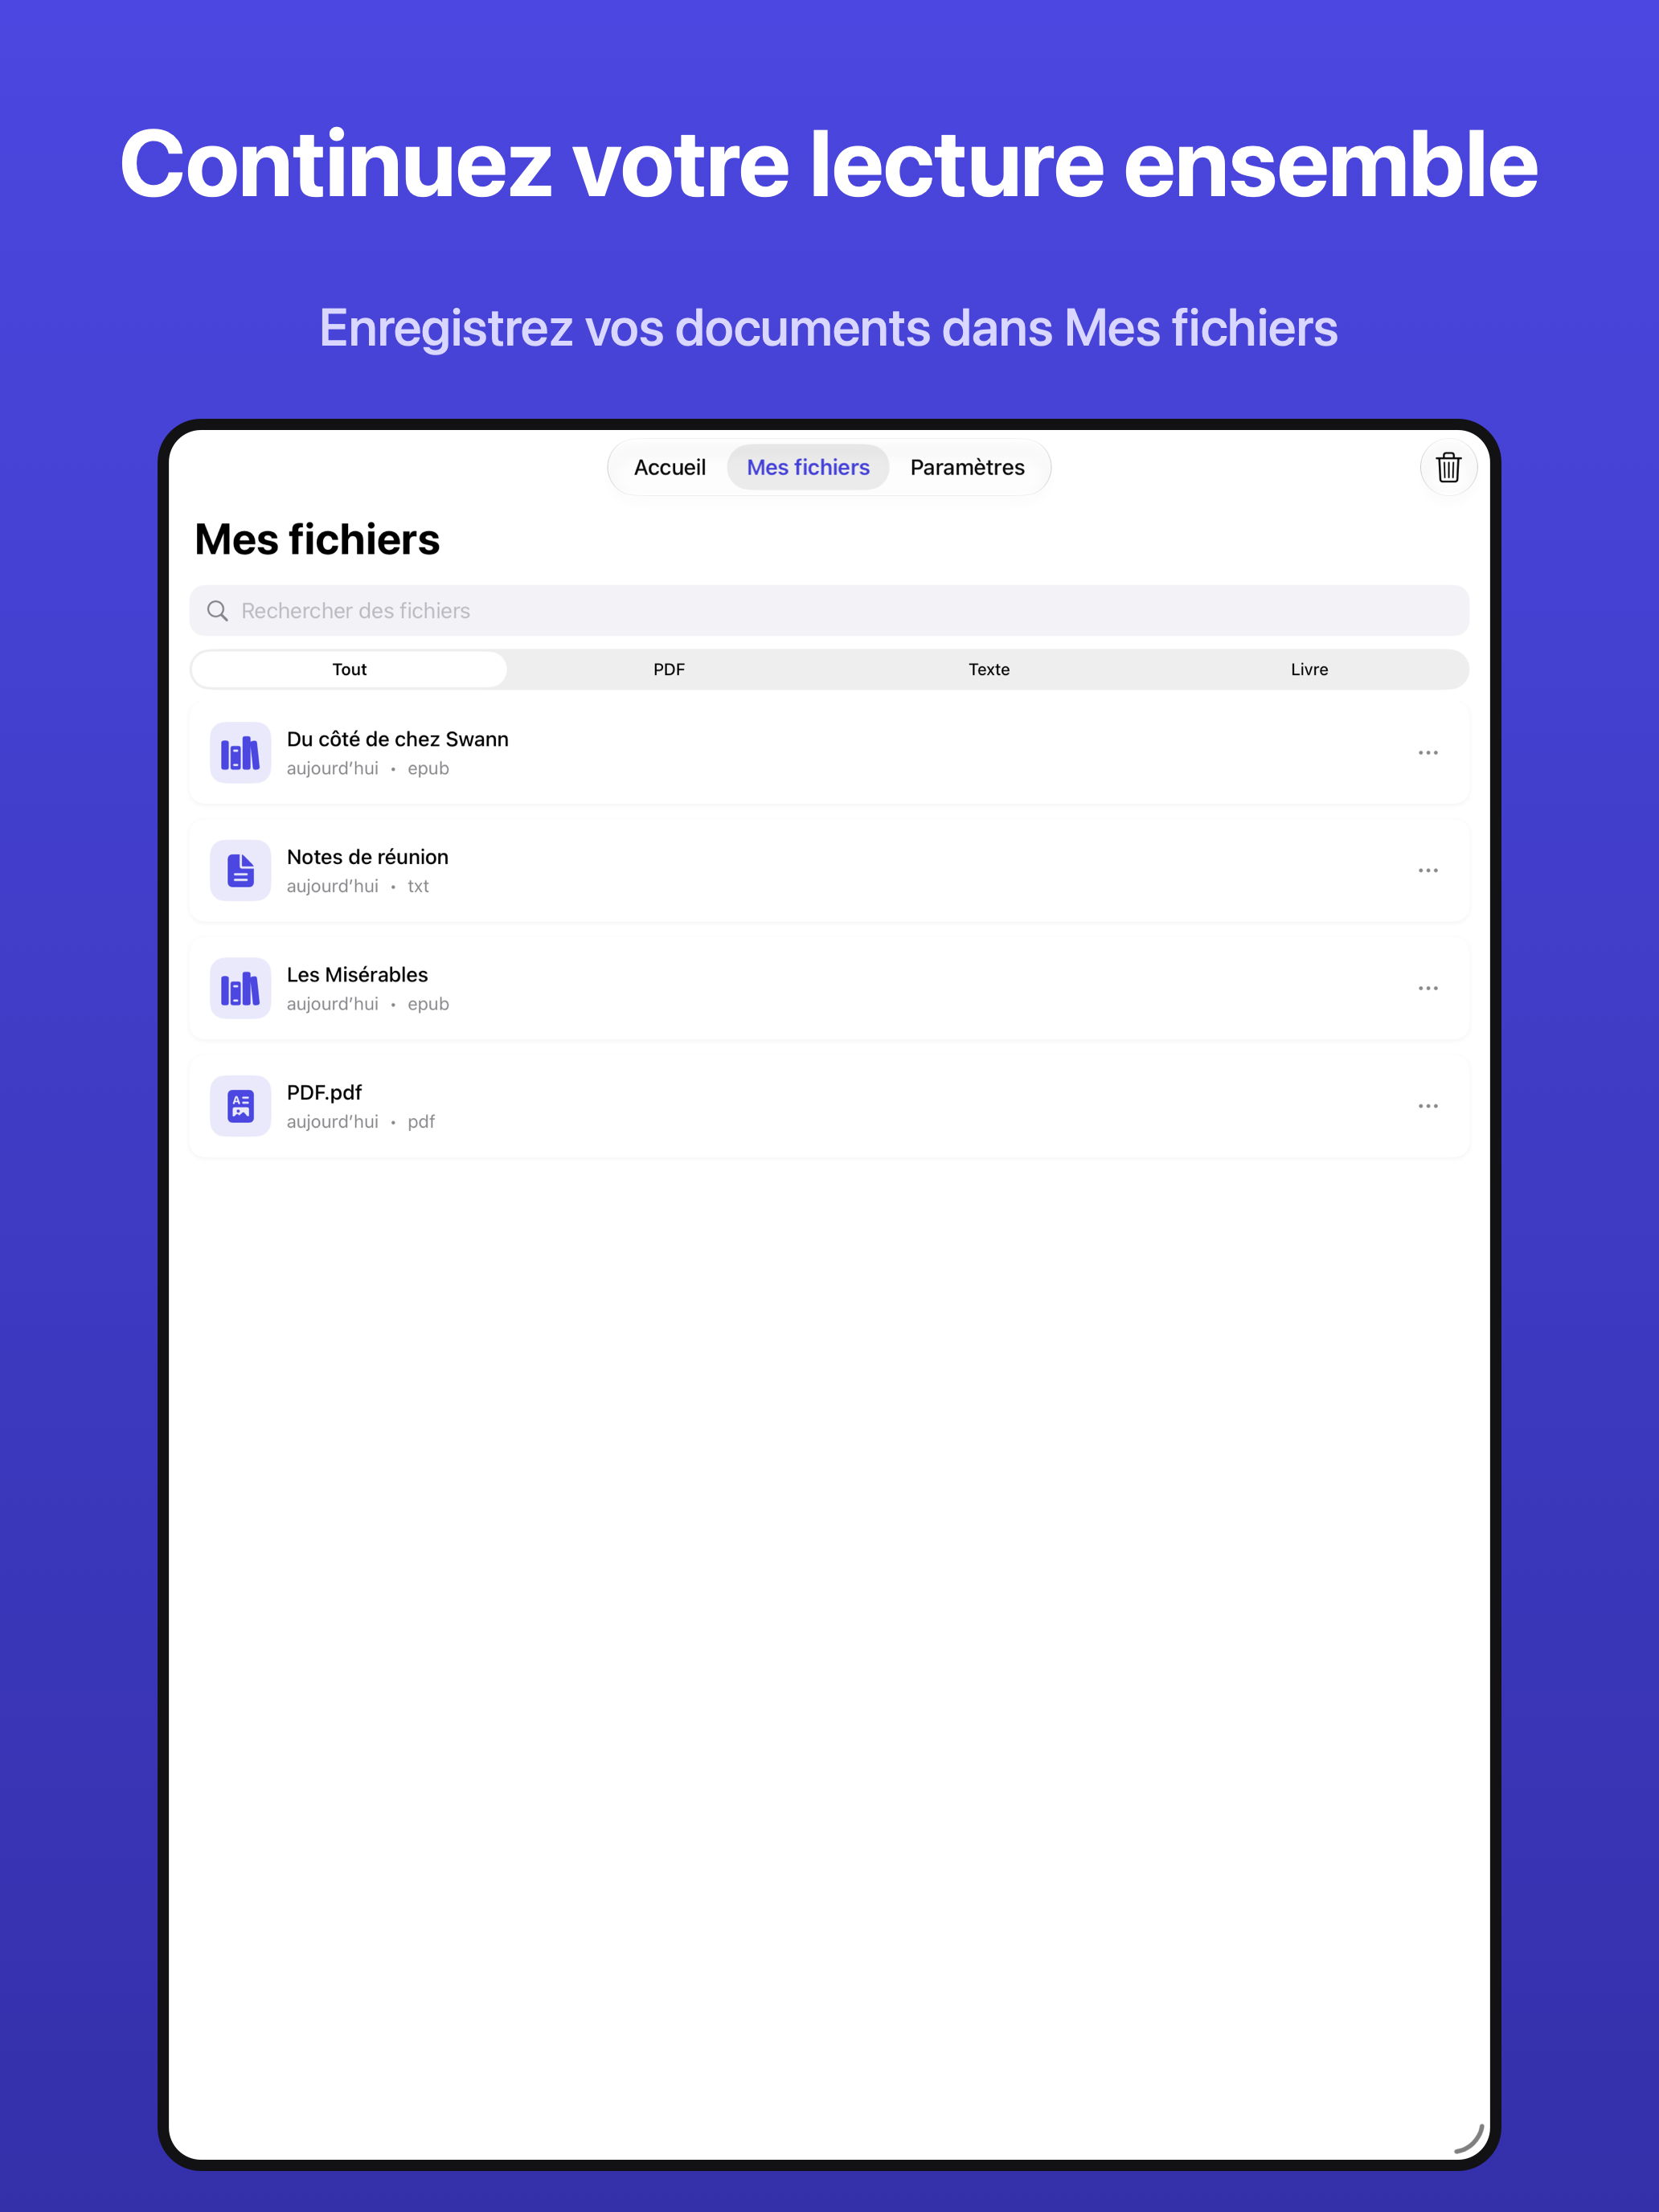 Continuez votre lecture ensemble
Enregistrez vos documents dans Mes fichiers
Accueil Mes fichiers Paramètres
Mes fichiers
Rechercher des fichiers
Tout PDF Texte Livre
Du côté de chez Swann
aujourd’hui • epub
Notes de réunion
aujourd’hui • txt
Les Misérables
aujourd’hui • epub
PDF.pdf
aujourd’hui • pdf